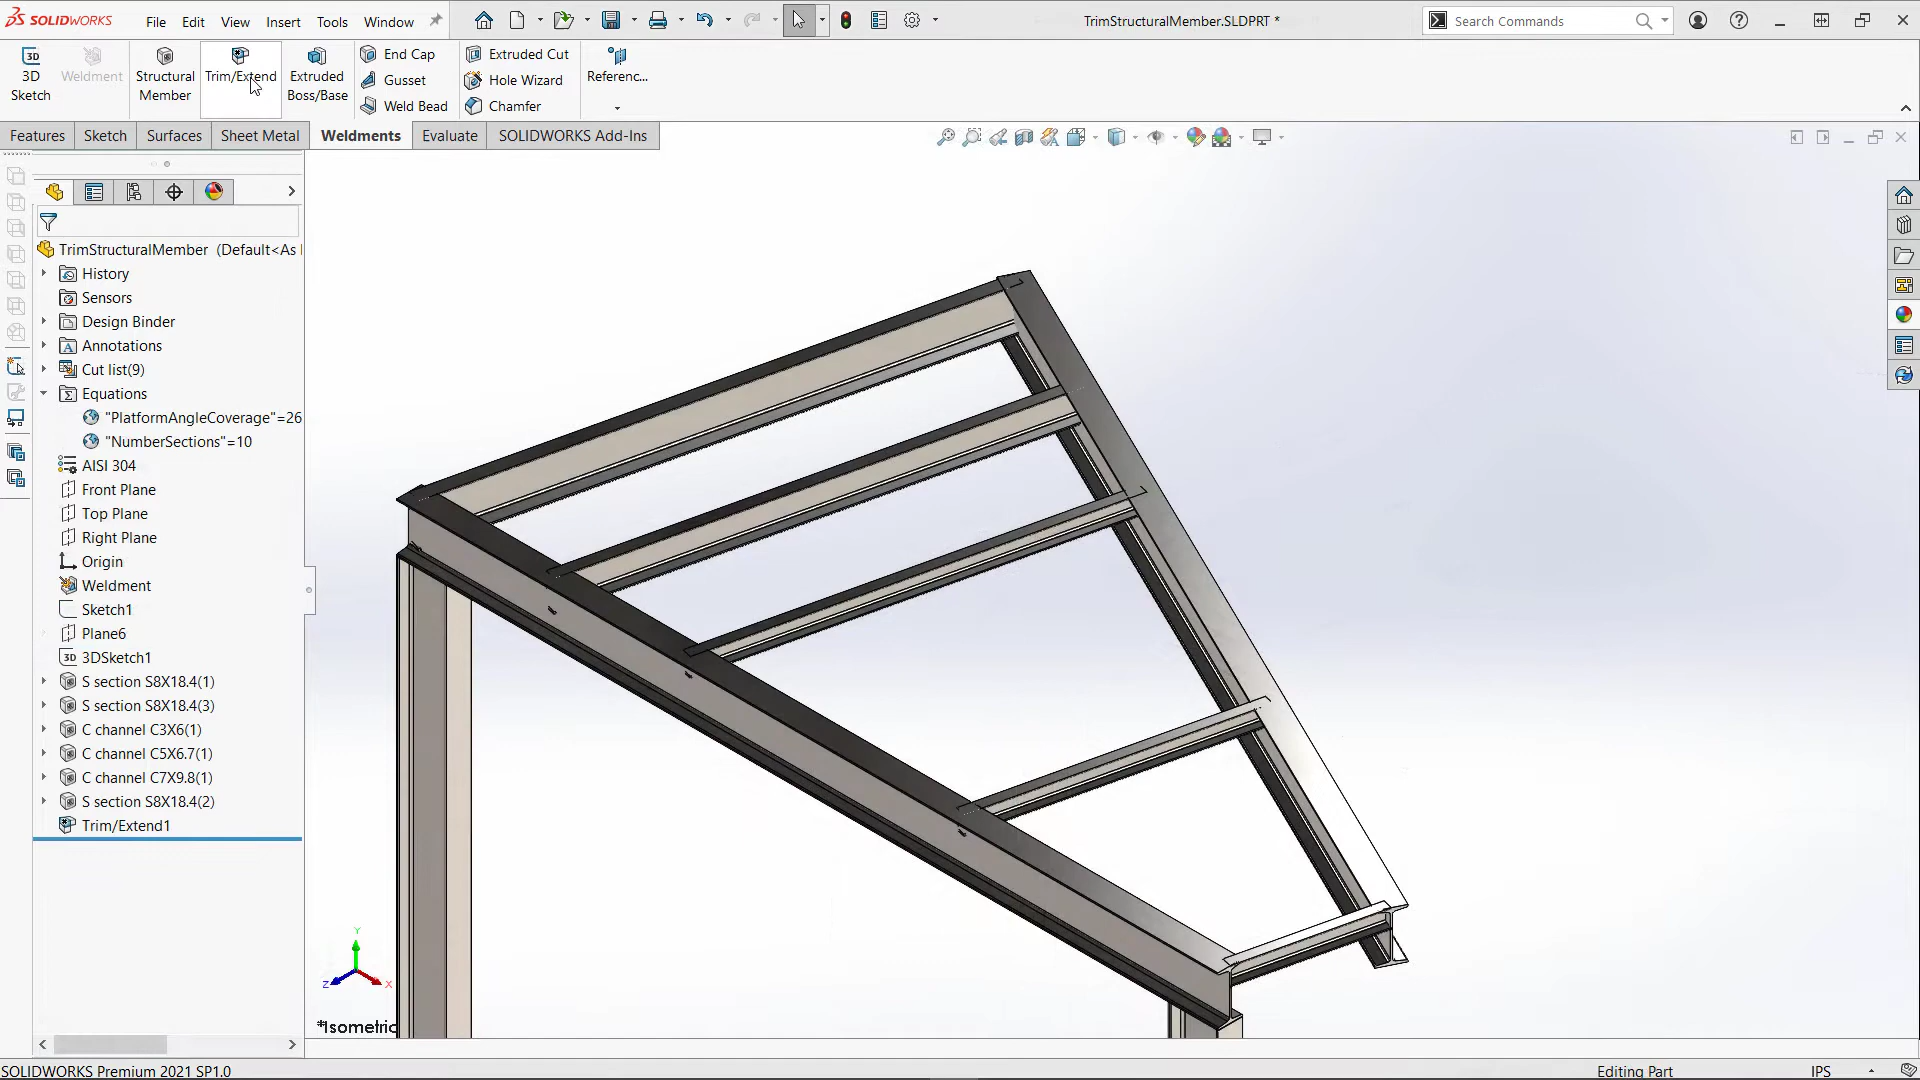 SOLIDWORKS File Edit View Insert Tools Window TrimStructuralMember.SLDPRT * Search Commands
3D Sketch
Weldment
Structural Member
Trim/Extend
Extruded Boss/Base
End Cap
Gusset
Weld Bead
Extruded Cut
Hole Wizard
Chamfer
Referenc...
Features Sketch Surfaces Sheet Metal Weldments Evaluate SOLIDWORKS Add-Ins
TrimStructuralMember (Default<As
History
Sensors
Design Binder
Annotations
Cut list(9)
Equations
"PlatformAngleCoverage"=26
"NumberSections"=10
AISI 304
Front Plane
Top Plane
Right Plane
Origin
Weldment
Sketch1
Plane6
3D 3DSketch1
S section S8X18.4(1)
S section S8X18.4(3)
C channel C3X6(1)
C channel C5X6.7(1)
C channel C7X9.8(1)
S section S8X18.4(2)
Trim/Extend1
Y
Z X
*Isometric
SOLIDWORKS Premium 2021 SP1.0 Editing Part IPS